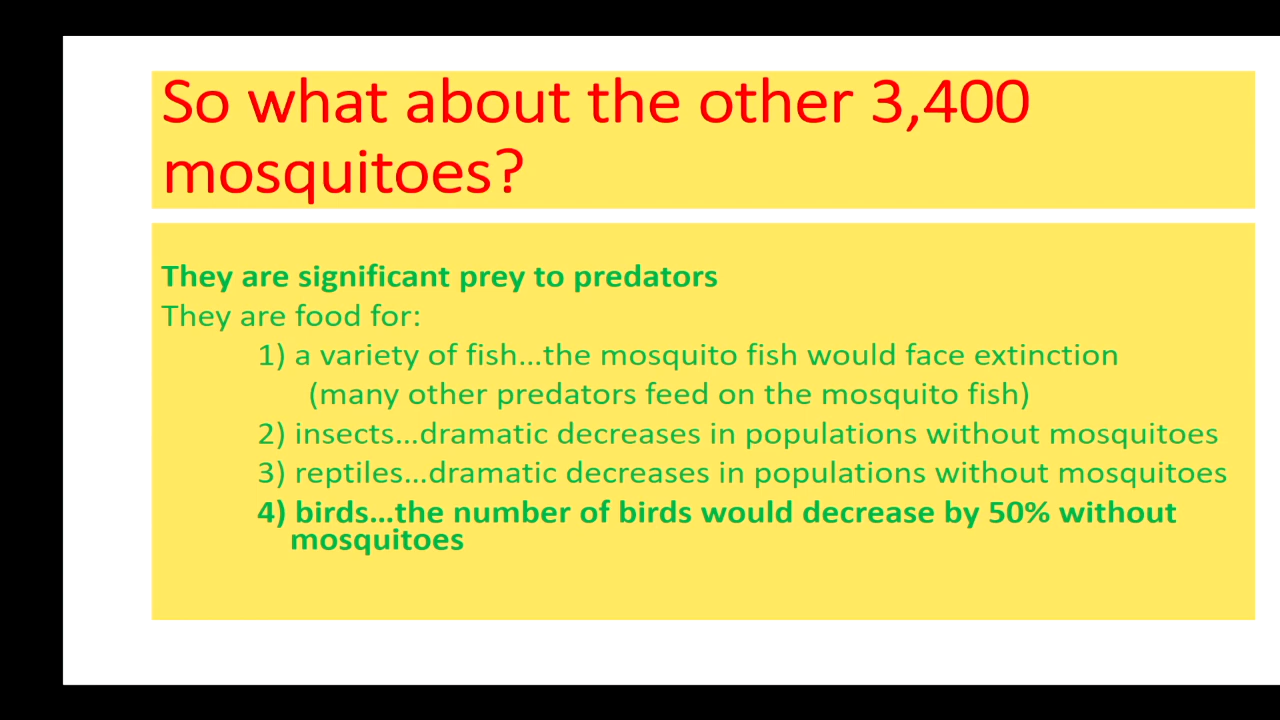 So what about the other 3,400
mosquitoes?
They are significant prey to predators
They are food for:
1) a variety of fish...the mosquito fish would face extinction
(many other predators feed on the mosquito fish)
2) insects...dramatic decreases in populations without mosquitoes
3) reptiles...dramatic decreases in populations without mosquitoes
4) birds...the number of birds would decrease by 50% without
mosquitoes